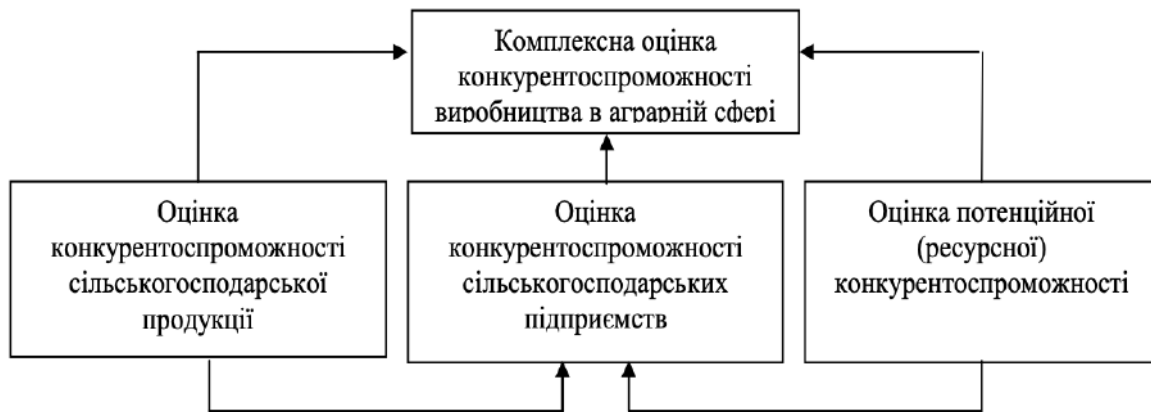 Комплексна оцінка
конкурентоспроможності
виробництва в аграрній сфері
Оцінка
конкурентоспроможності
сільськогосподарської
продукції
Оцінка
конкурентоспроможності
сільськогосподарських
підприємств
Оцінка потенційної
(ресурсної)
конкурентоспроможності